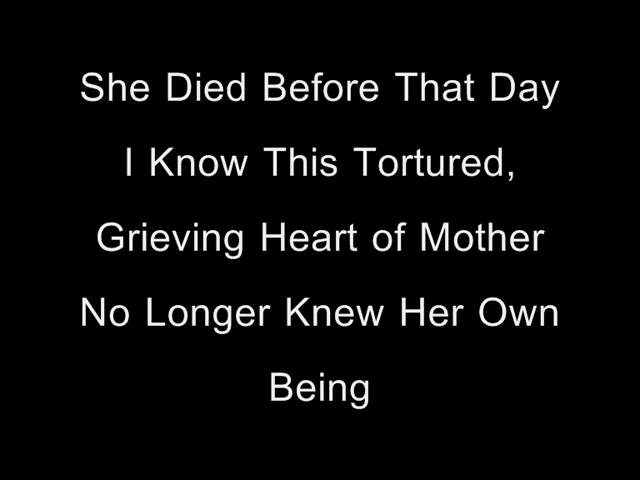 She Died Before That Day
I Know This Tortured,
Grieving Heart of Mother
No Longer Knew Her Own
Being